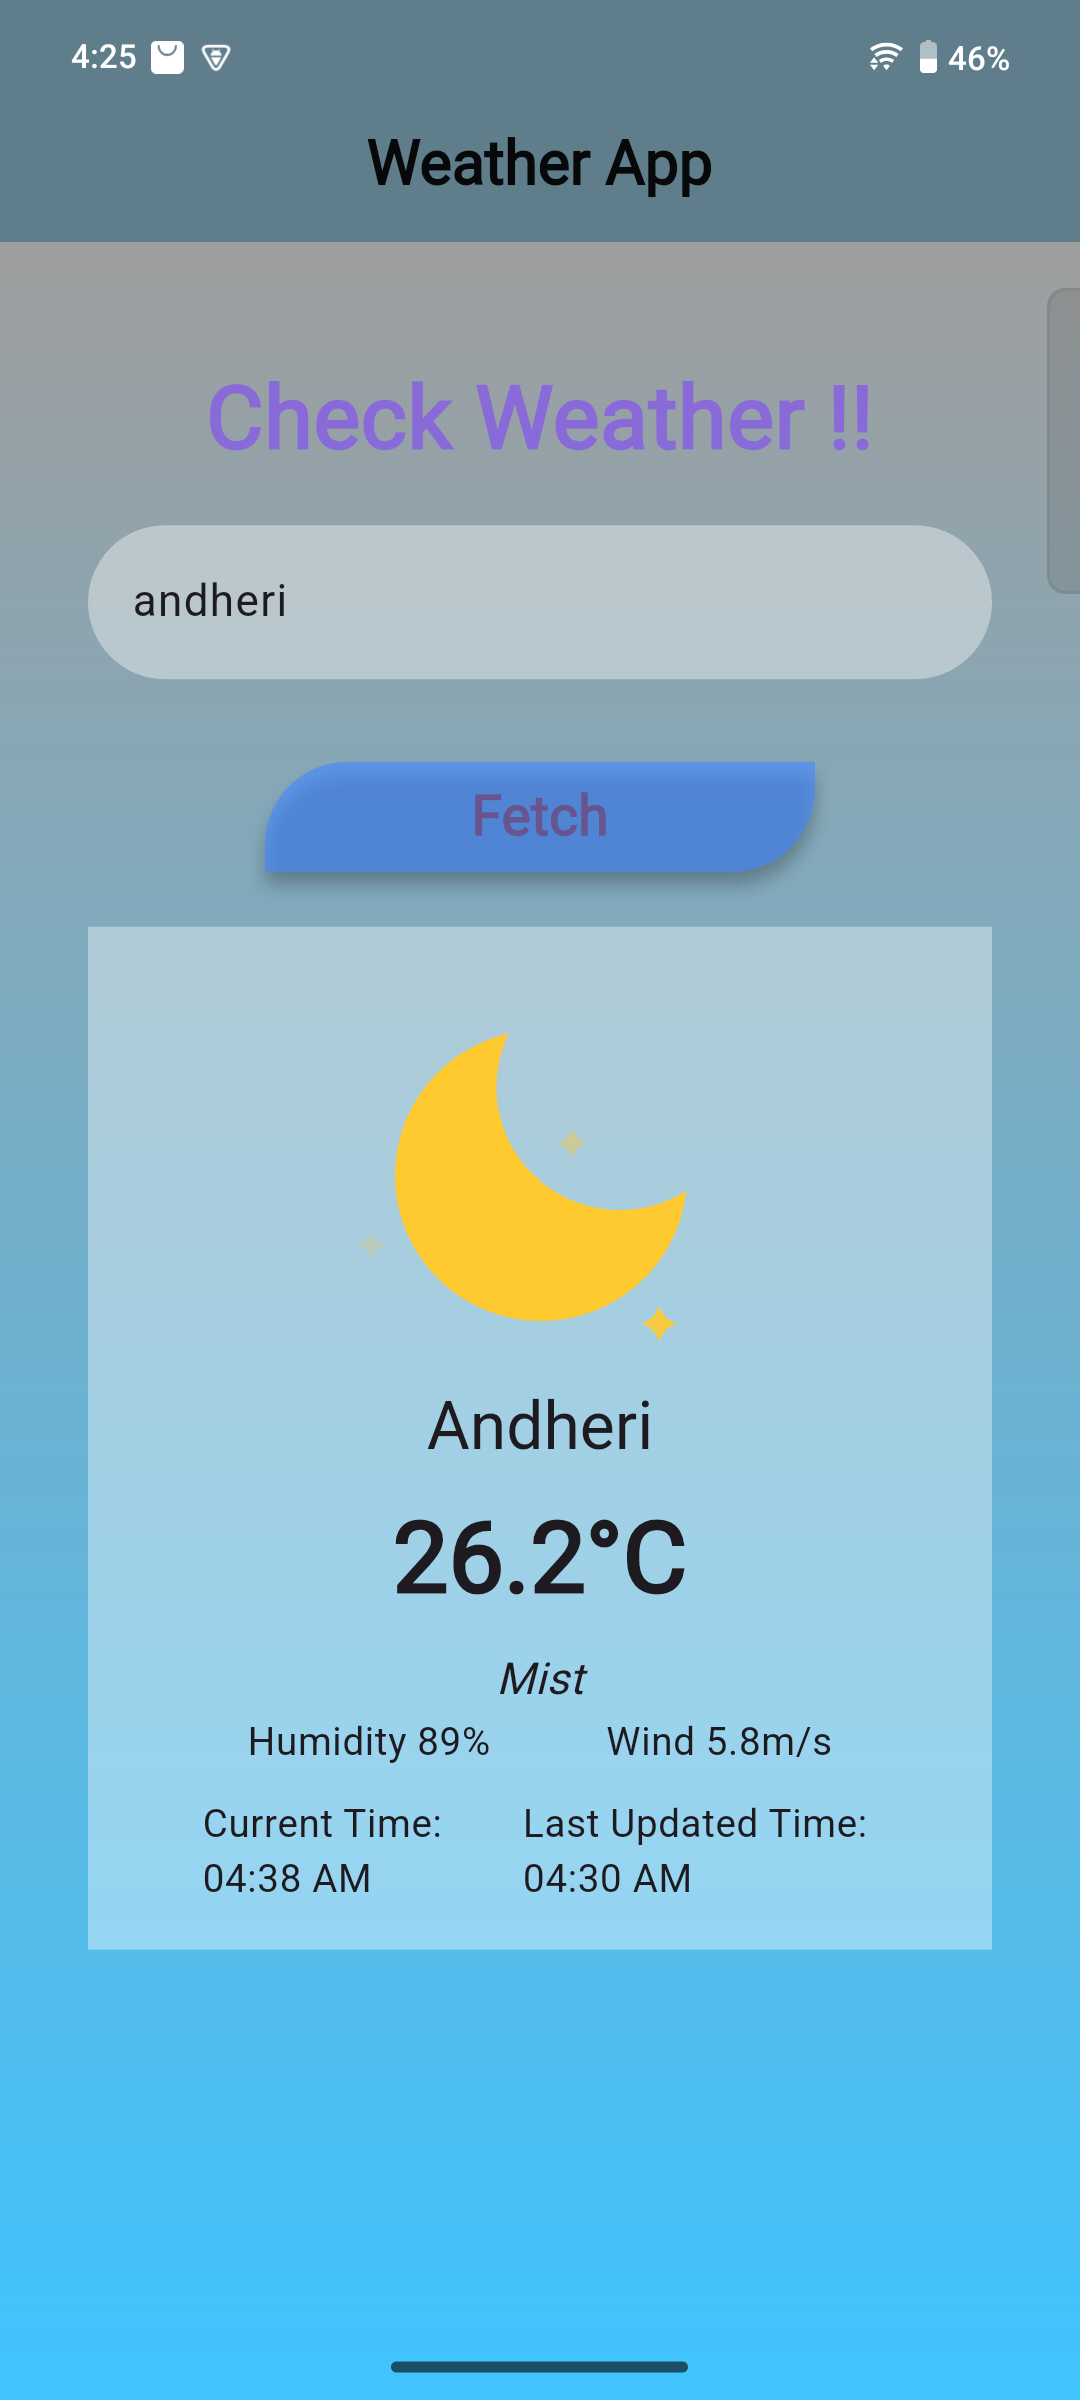 4:25 46%
Weather App
Check Weather !!
andheri
Fetch
Andheri
26.2°C
Mist
Humidity 89% Wind 5.8m/s
Current Time: Last Updated Time:
04:38 AM 04:30 AM